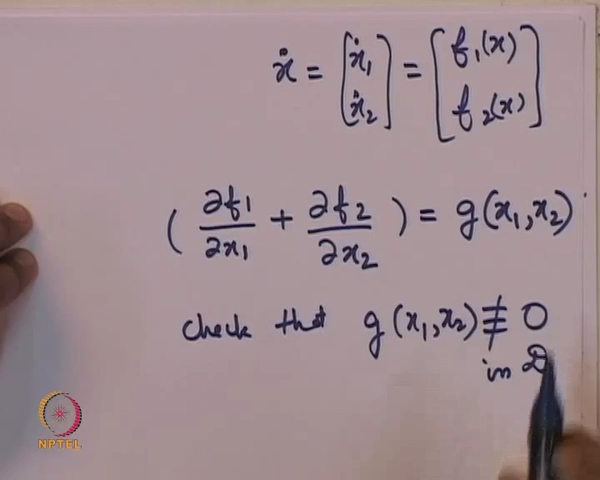 ẋ = [ẋ₁ ẋ₂] = [f₁(x) f₂(x)]
(∂f₁/∂x₁ + ∂f₂/∂x₂) = g(x₁,x₂)
check that g(x₁,x₂) ≢ 0
in D
NPTEL